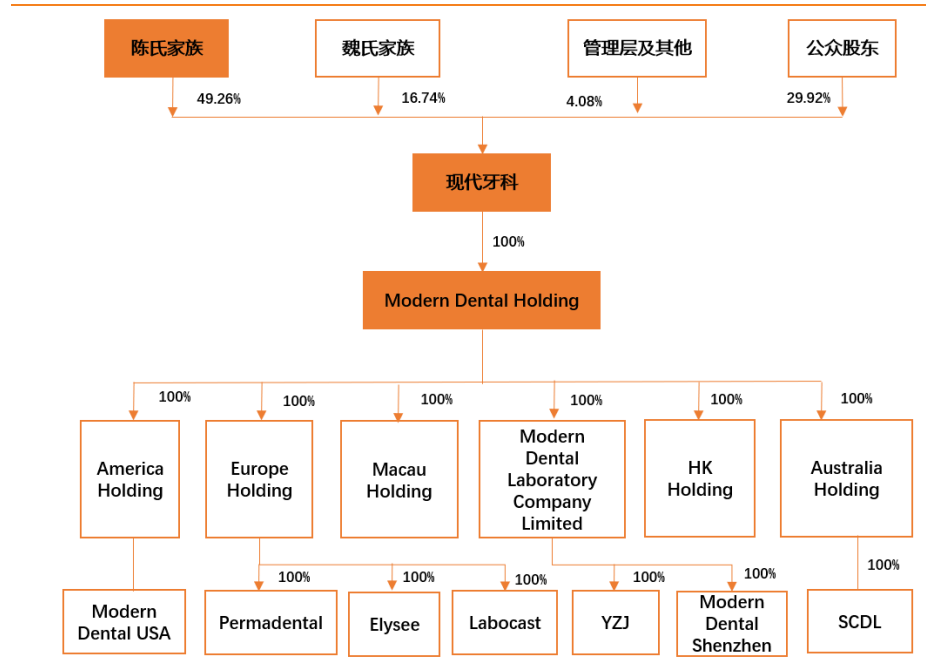 陈氏家族
魏氏家族
管理层及其他
公众股东
49.26%
16.74%
4.08%
29.92%
现代牙科
100%
Modern Dental Holding
100%
100%
100%
100%
100%
100%
America
Holding
Europe
Holding
Macau
Holding
Modern
Dental
Laboratory
Company
Limited
HK
Holding
Australia
Holding
100%
100%
100%
100%
100%
100%
Modern
Dental USA
Permadental
Elysee
Labocast
YZJ
Modern
Dental
Shenzhen
SCDL